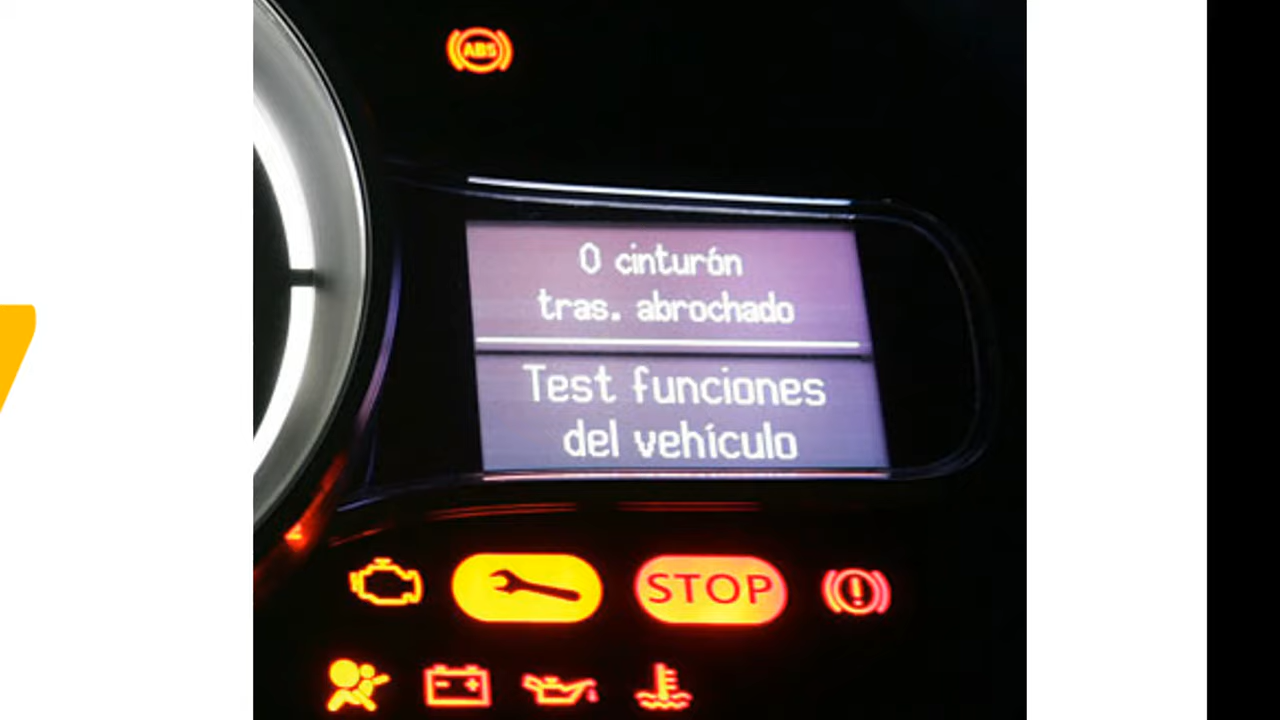 ABS
0 cinturón
tras. abrochado
Test funciones
del vehículo
STOP